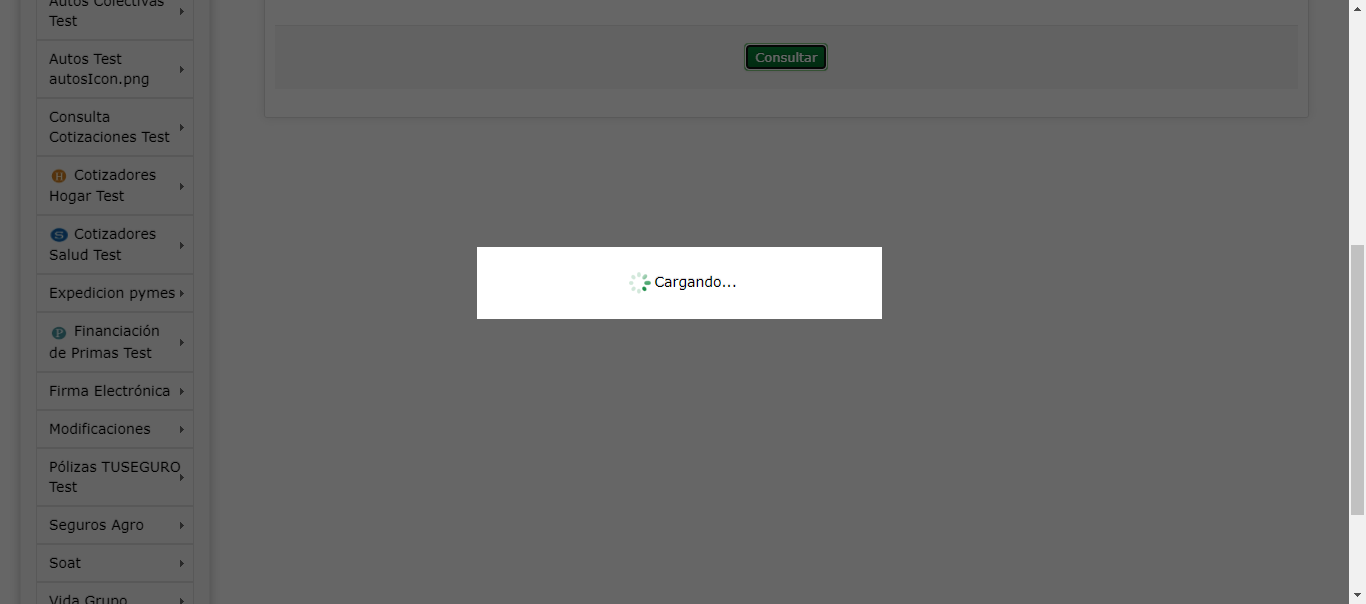 Autos Colectivas
Test
Autos Test
autosIcon.png
Consulta
Cotizaciones Test
H Cotizadores
Hogar Test
S Cotizadores
Salud Test
Expedicion pymes
P Financiación
de Primas Test
Firma Electrónica
Modificaciones
Pólizas TUSEGURO
Test
Seguros Agro
Soat
Vida Grupo
Consultar
Cargando...